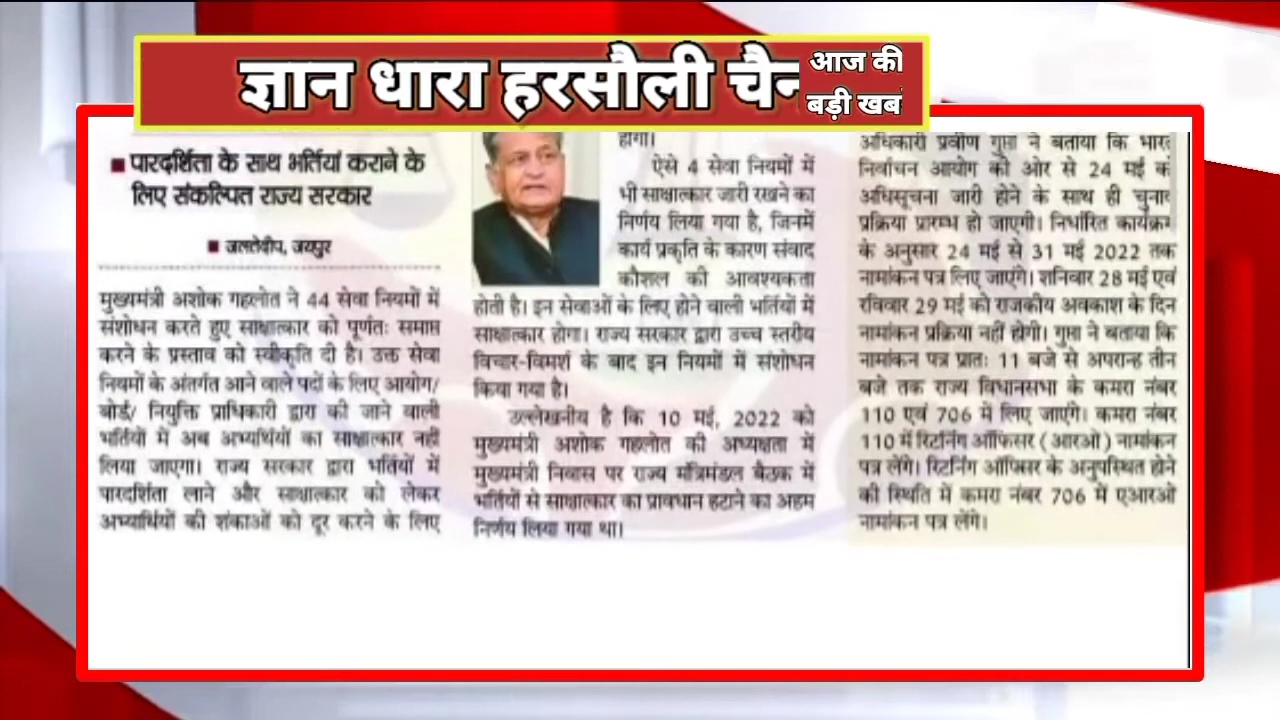 ज्ञान धारा हरसौली चैन
आज की
बड़ी खब
पारदर्शिता के साथ भर्तियां कराने के
लिए संकल्पित राज्य सरकार
जलतेदीप, जयपुर
मुख्यमंत्री अशोक गहलोत ने 44 सेवा नियमों में
संशोधन करते हुए साक्षात्कार को पूर्णतः समाप्त
करने के प्रस्ताव को स्वीकृति दी है। उक्त सेवा
नियमों के अंतर्गत आने वाले पदों के लिए आयोग/
बोर्ड/ नियुक्ति प्राधिकारी द्वारा की जाने वाली
भर्तियों में अब अभ्यर्थियों का साक्षात्कार नहीं
लिया जाएगा। राज्य सरकार द्वारा भर्तियों में
पारदर्शिता लाने और साक्षात्कार को लेकर
अभ्यर्थियों की शंकाओं को दूर करने के लिए
होगा।
ऐसे 4 सेवा नियमों में
भी साक्षात्कार जारी रखने का
निर्णय लिया गया है, जिनमें
कार्य प्रकृति के कारण संवाद
कौशल की आवश्यकता
होती है। इन सेवाओं के लिए होने वाली भर्तियों में
साक्षात्कार होगा। राज्य सरकार द्वारा उच्च स्तरीय
विचार-विमर्श के बाद इन नियमों में संशोधन
किया गया है।
उल्लेखनीय है कि 10 मई, 2022 को
मुख्यमंत्री अशोक गहलोत की अध्यक्षता में
मुख्यमंत्री निवास पर राज्य मंत्रिमंडल बैठक में
भर्तियों से साक्षात्कार का प्रावधान हटाने का अहम
निर्णय लिया गया था।
अधिकारी प्रवीण गुप्ता ने बताया कि भारत
निर्वाचन आयोग की ओर से 24 मई को
अधिसूचना जारी होने के साथ ही चुनाव
प्रक्रिया प्रारम्भ हो जाएगी। निर्धारित कार्यक्रम
के अनुसार 24 मई से 31 मई 2022 तक
नामांकन पत्र लिए जाएंगे। शनिवार 28 मई एवं
रविवार 29 मई को राजकीय अवकाश के दिन
नामांकन प्रक्रिया नहीं होगी। गुप्ता ने बताया कि
नामांकन पत्र प्रातः 11 बजे से अपरान्ह तीन
बजे तक राज्य विधानसभा के कमरा नंबर
110 एवं 706 में लिए जाएंगे। कमरा नंबर
110 में रिटर्निंग ऑफिसर (आरओ) नामांकन
पत्र लेंगे। रिटर्निंग ऑफिसर के अनुपस्थित होने
की स्थिति में कमरा नंबर 706 में एआरओ
नामांकन पत्र लेंगे।